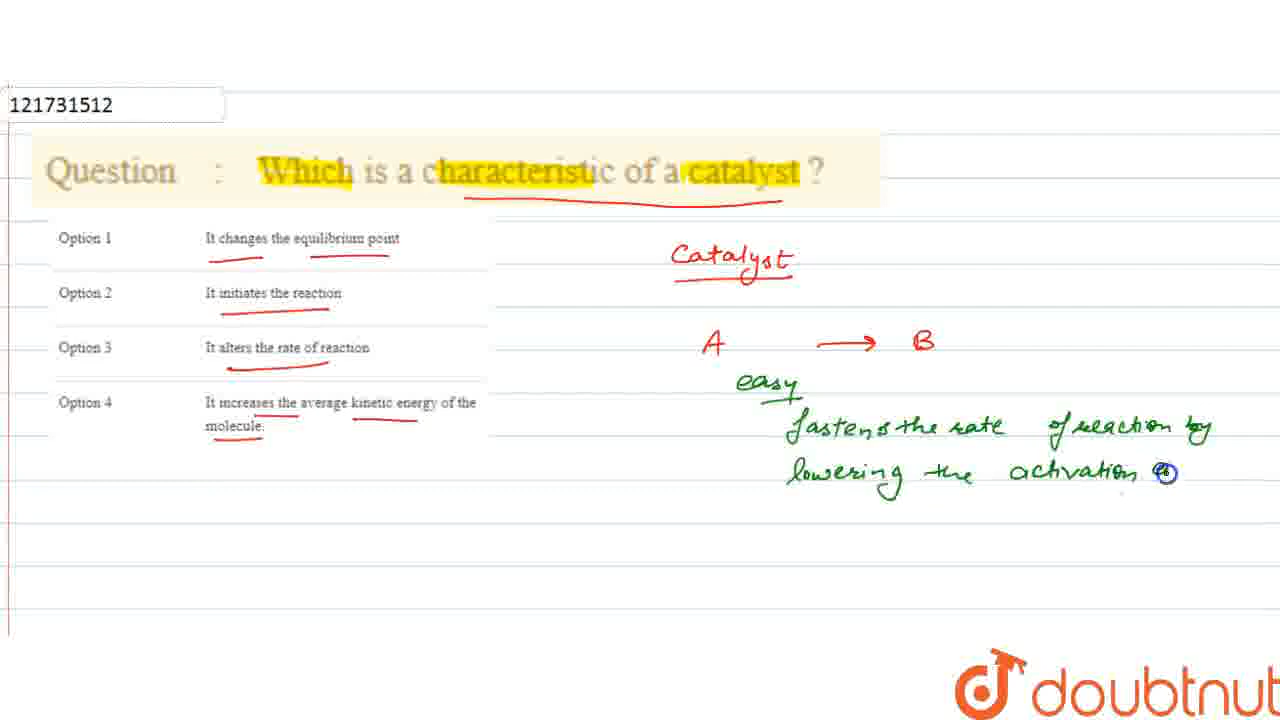 121731512
Question : Which is a characteristic of a catalyst ?
Option 1 It changes the equilibrium point
Option 2 It initiates the reaction
Option 3 It alters the rate of reaction
Option 4 It increases the average kinetic energy of the
molecule.
Catalyst
A → B
easy
fastens the rate of reaction by
lowering the activation
doubtnut